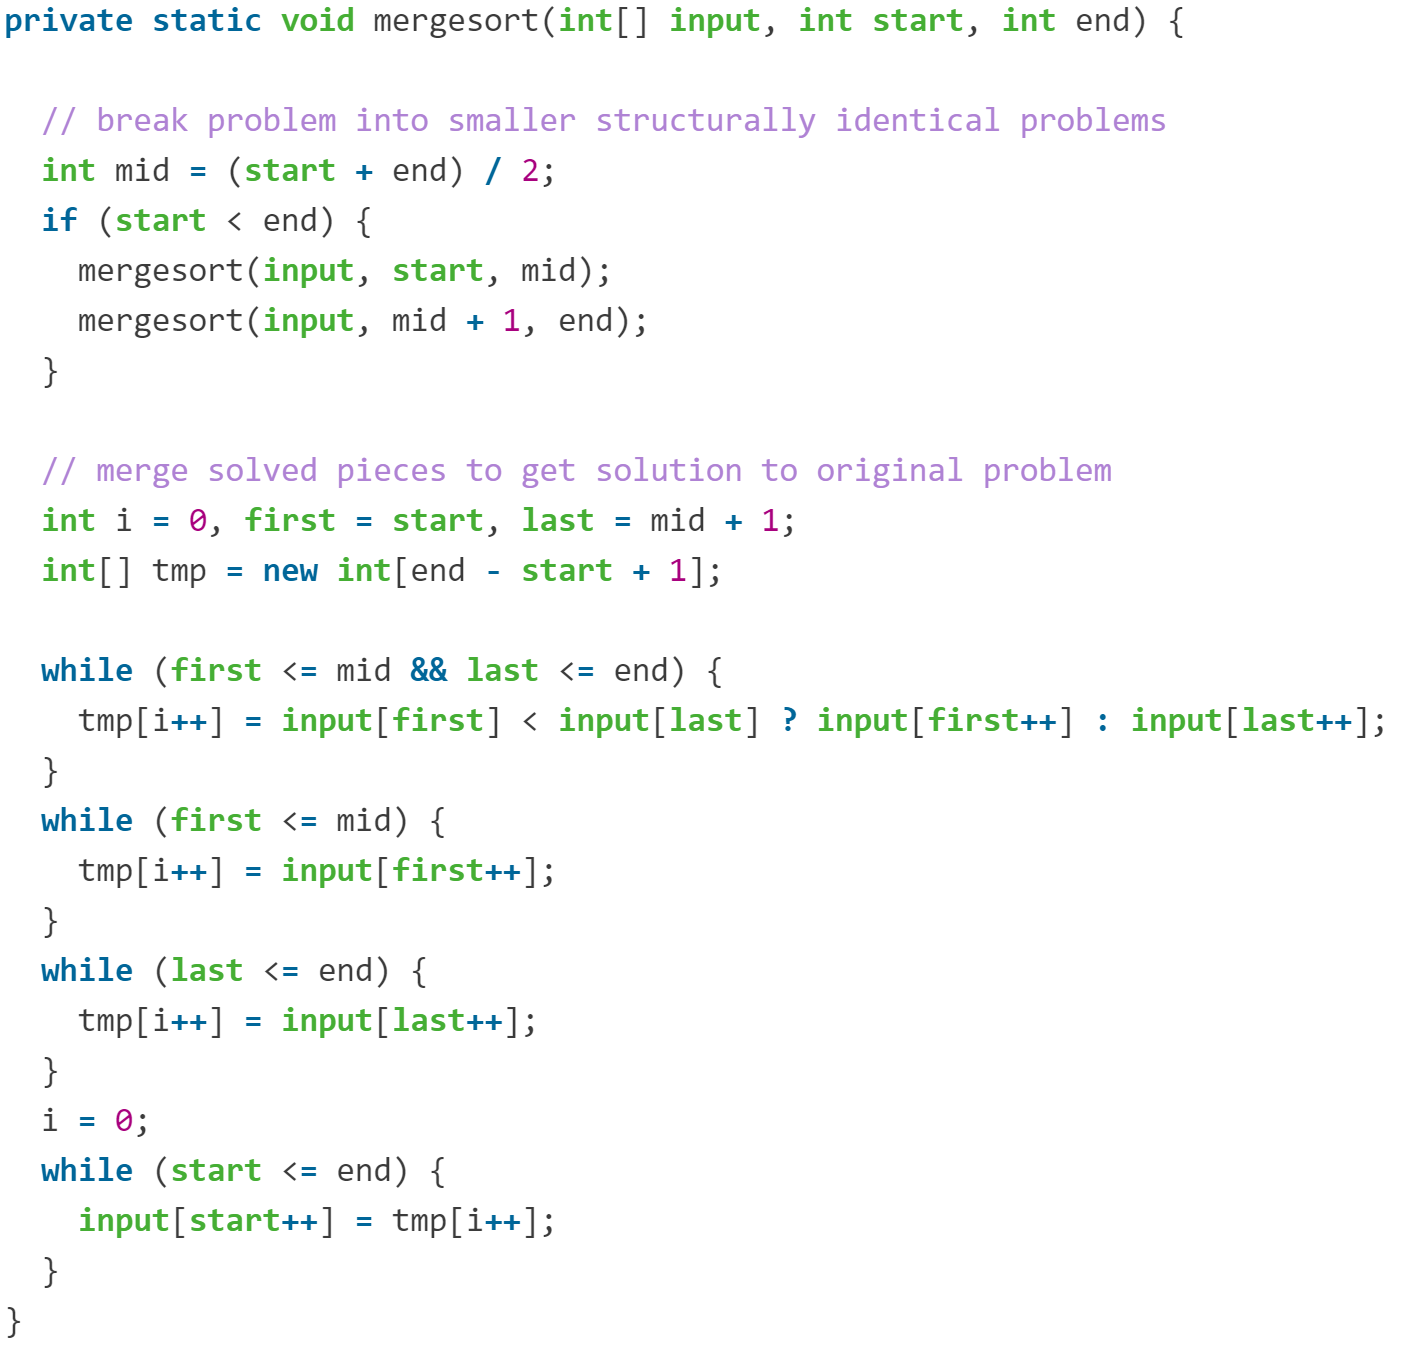 private static void mergesort(int[] input, int start, int end) {

  // break problem into smaller structurally identical problems
  int mid = (start + end) / 2;
  if (start < end) {
    mergesort(input, start, mid);
    mergesort(input, mid + 1, end);
  }

  // merge solved pieces to get solution to original problem
  int i = 0, first = start, last = mid + 1;
  int[] tmp = new int[end - start + 1];

  while (first <= mid && last <= end) {
    tmp[i++] = input[first] < input[last] ? input[first++] : input[last++];
  }
  while (first <= mid) {
    tmp[i++] = input[first++];
  }
  while (last <= end) {
    tmp[i++] = input[last++];
  }
  i = 0;
  while (start <= end) {
    input[start++] = tmp[i++];
  }
}